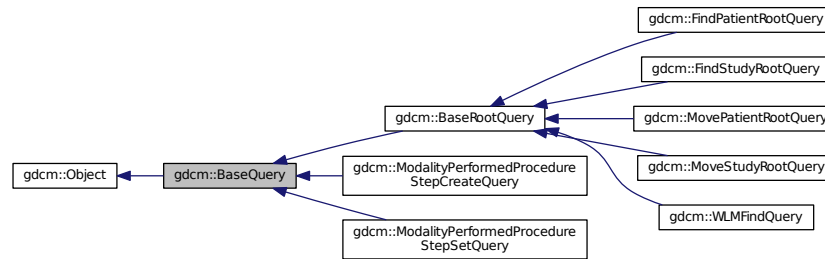 gdcm::FindPatientRootQuery
gdcm::FindStudyRootQuery
gdcm::BaseRootQuery
gdcm::MovePatientRootQuery
gdcm::Object
gdcm::BaseQuery
gdcm::ModalityPerformedProcedure
StepCreateQuery
gdcm::MoveStudyRootQuery
gdcm::WLMFindQuery
gdcm::ModalityPerformedProcedure
StepSetQuery